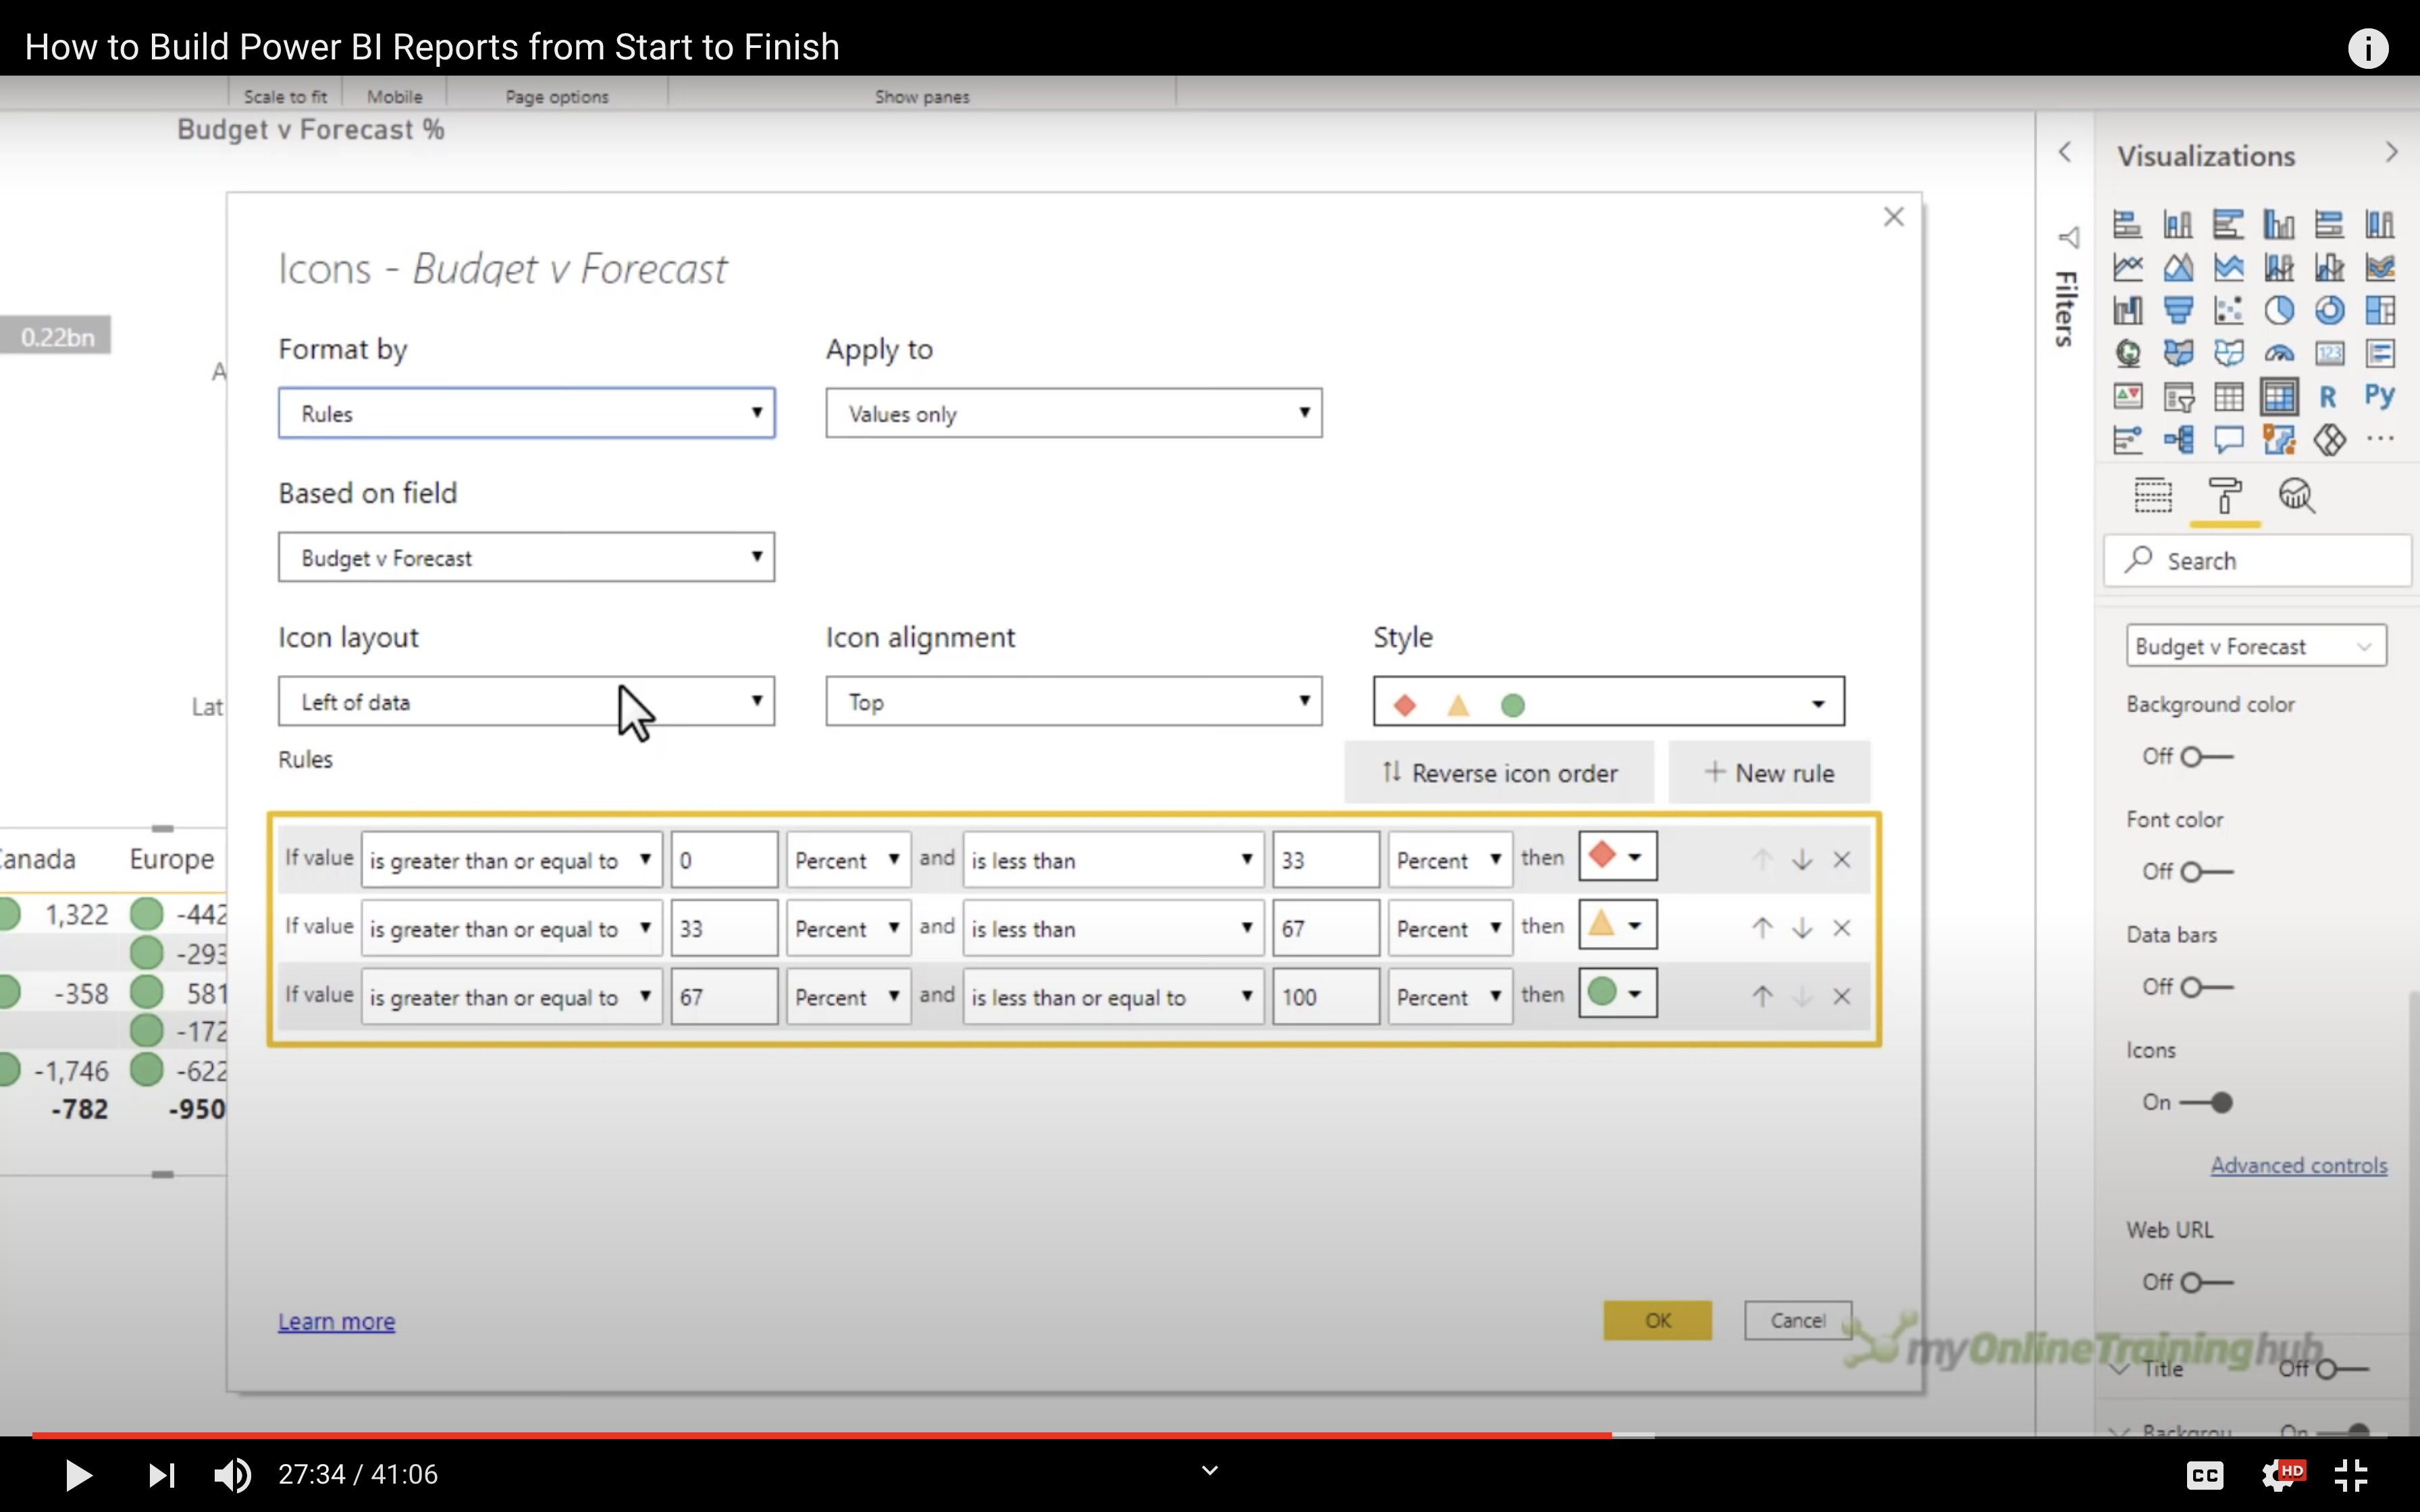 How to Build Power BI Reports from Start to Finish
Scale to fit Mobile Page options Show panes
Budget v Forecast %
Visualizations
Filters
Icons - Budget v Forecast
0.22bn
Format by Apply to
Rules Values only
A
Based on field
Budget v Forecast
Icon layout Icon alignment Style
Left of data Top
Lat
Rules
Reverse icon order New rule
If value is greater than or equal to 0 Percent and is less than 33 Percent then
If value is greater than or equal to 33 Percent and is less than 67 Percent then
If value is greater than or equal to 67 Percent and is less than or equal to 100 Percent then
Canada Europe
1,322 -442
-293
-358 581
-172
-1,746 -622
-782 -950
Learn more
OK Cancel
R Py
Search
Budget v Forecast
Background color
Off
Font color
Off
Data bars
Off
Icons
On
Advanced controls
Web URL
Off
myOnlineTraininghub
Title Off
Backgrou On
27:34 / 41:06
CC HD